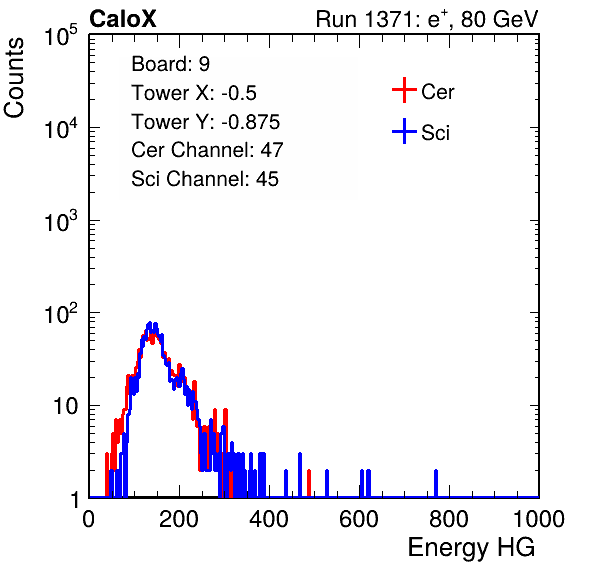 CaloX Run 1371: e⁺, 80 GeV
Counts
10⁵
10⁴
10³
10²
10
1
Board: 9
Tower X: -0.5
Tower Y: -0.875
Cer Channel: 47
Sci Channel: 45
Cer
Sci
0 200 400 600 800 1000
Energy HG